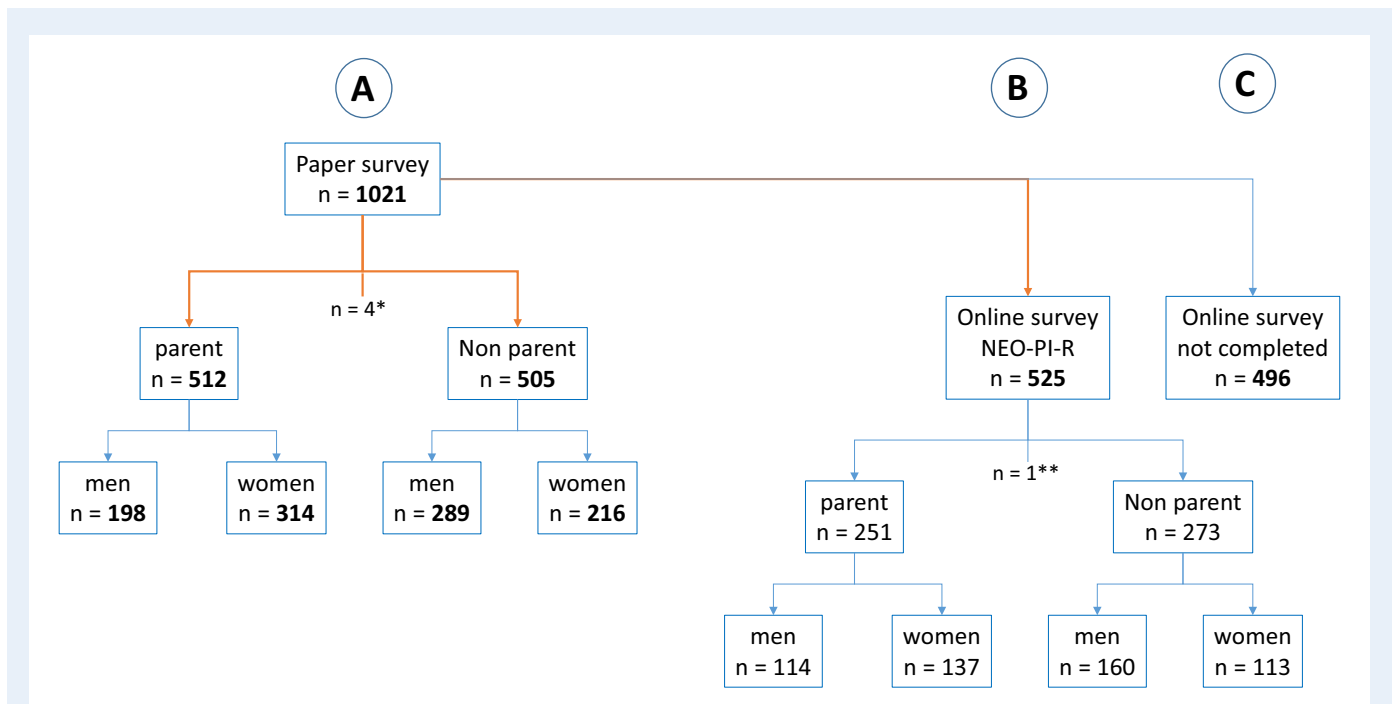 A
B
C
Paper survey
n = 1021
n = 4*
parent
n = 512
Non parent
n = 505
men
n = 198
women
n = 314
men
n = 289
women
n = 216
Online survey
NEO-PI-R
n = 525
Online survey
not completed
n = 496
n = 1**
parent
n = 251
Non parent
n = 273
men
n = 114
women
n = 137
men
n = 160
women
n = 113